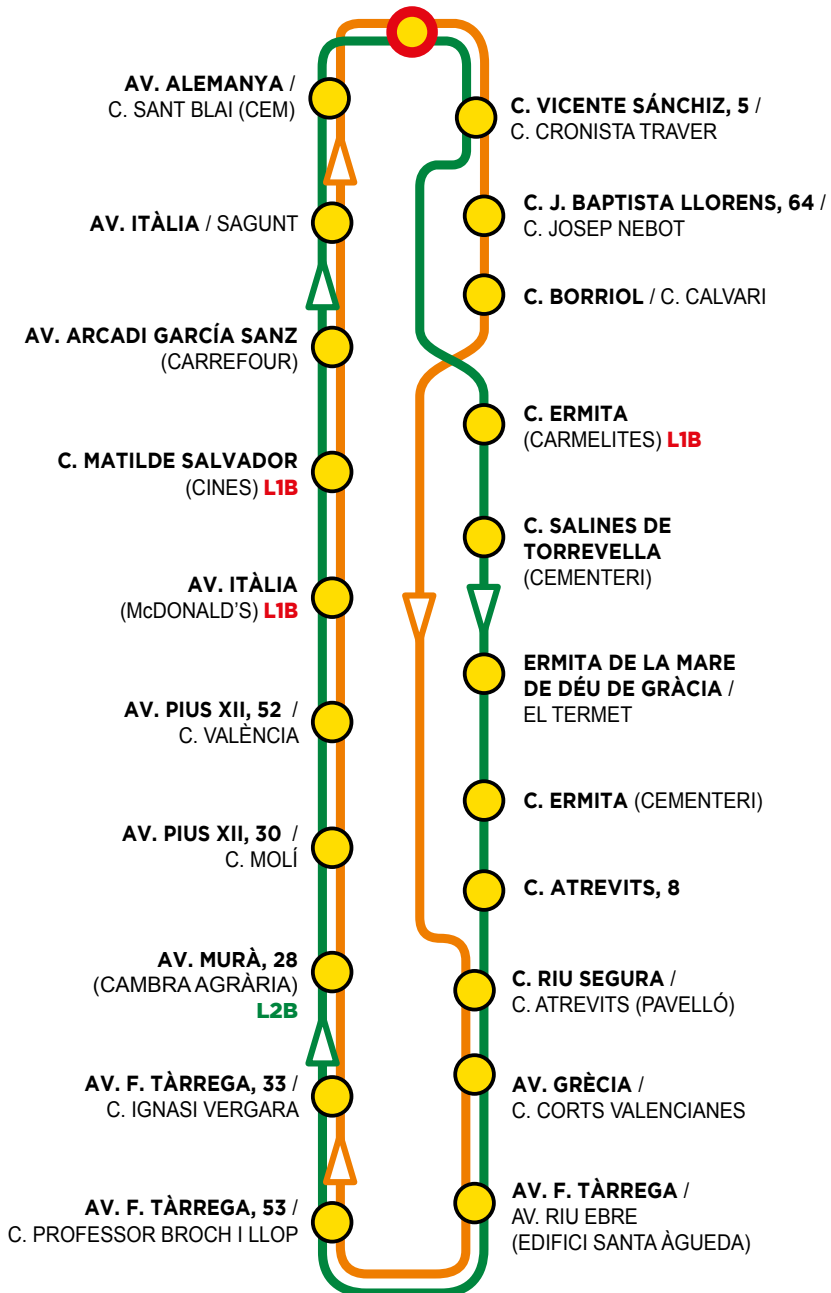 AV. ALEMANYA /
C. SANT BLAI (CEM)
AV. ITÀLIA / SAGUNT
AV. ARCADI GARCÍA SANZ
(CARREFOUR)
C. MATILDE SALVADOR
(CINES) L1B
AV. ITÀLIA
(McDONALD'S) L1B
AV. PIUS XII, 52 /
C. VALÈNCIA
AV. PIUS XII, 30 /
C. MOLÍ
AV. MURÀ, 28
(CAMBRA AGRÀRIA)
L2B
AV. F. TÀRREGA, 33 /
C. IGNASI VERGARA
AV. F. TÀRREGA, 53 /
C. PROFESSOR BROCH I LLOP
C. VICENTE SÁNCHIZ, 5 /
C. CRONISTA TRAVER
C. J. BAPTISTA LLORENS, 64 /
C. JOSEP NEBOT
C. BORRIOL / C. CALVARI
C. ERMITA
(CARMELITES) L1B
C. SALINES DE
TORREVELLA
(CEMENTERI)
ERMITA DE LA MARE
DE DÉU DE GRÀCIA /
EL TERMET
C. ERMITA (CEMENTERI)
C. ATREVITS, 8
C. RIU SEGURA /
C. ATREVITS (PAVELLÓ)
AV. GRÈCIA /
C. CORTS VALENCIANES
AV. F. TÀRREGA /
AV. RIU EBRE
(EDIFICI SANTA ÀGUEDA)